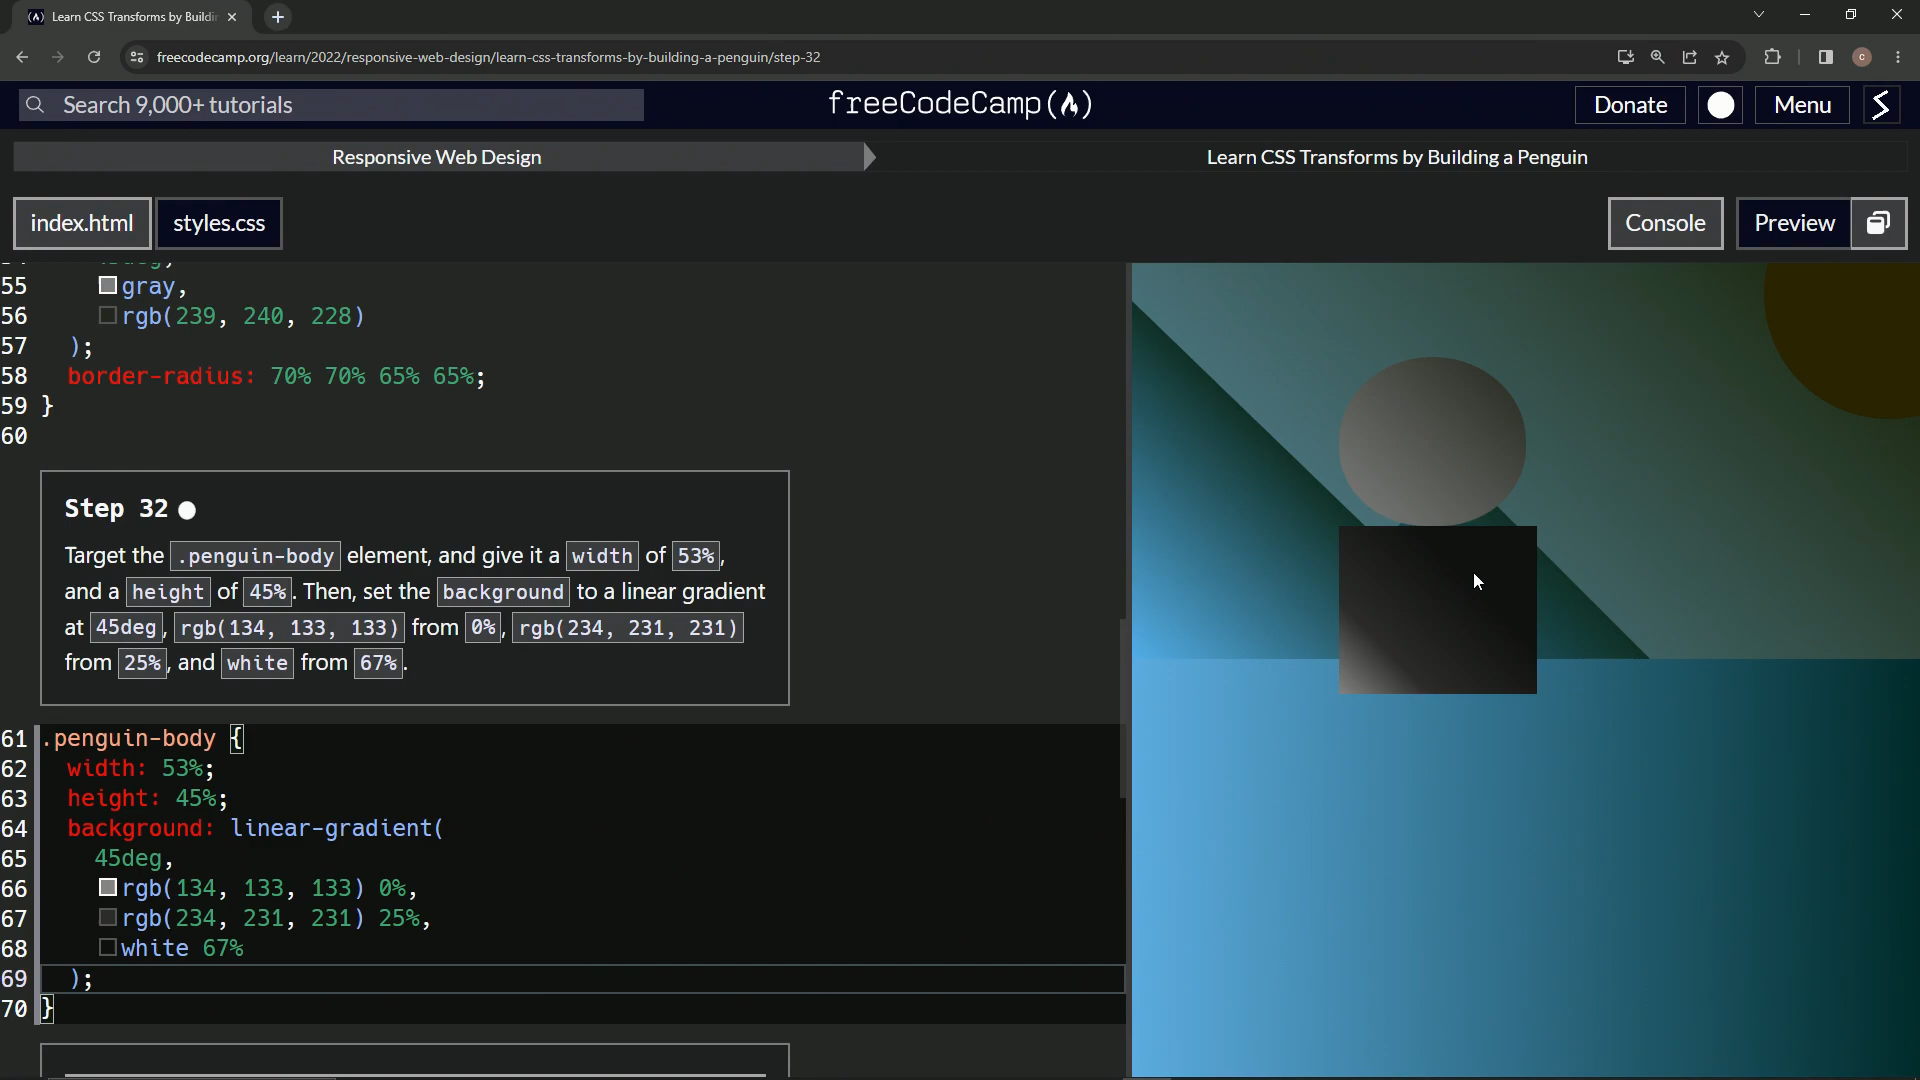 Learn CSS Transforms by Buildin
freecodecamp.org/learn/2022/responsive-web-design/learn-css-transforms-by-building-a-penguin/step-32
C
Search 9,000+ tutorials
freeCodeCamp
Donate
Menu
Responsive Web Design
Learn CSS Transforms by Building a Penguin
index.html
styles.css
Console
Preview
55 gray,
56 rgb(239, 240, 228)
57 );
58 border-radius: 70% 70% 65% 65%;
59 }
60
Step 32
Target the .penguin-body element, and give it a width of 53%,
and a height of 45%. Then, set the background to a linear gradient
at 45deg, rgb(134, 133, 133) from 0%, rgb(234, 231, 231)
from 25%, and white from 67%.
61 .penguin-body {
62 width: 53%;
63 height: 45%;
64 background: linear-gradient(
65 45deg,
66 rgb(134, 133, 133) 0%,
67 rgb(234, 231, 231) 25%,
68 white 67%
69 );
70 }